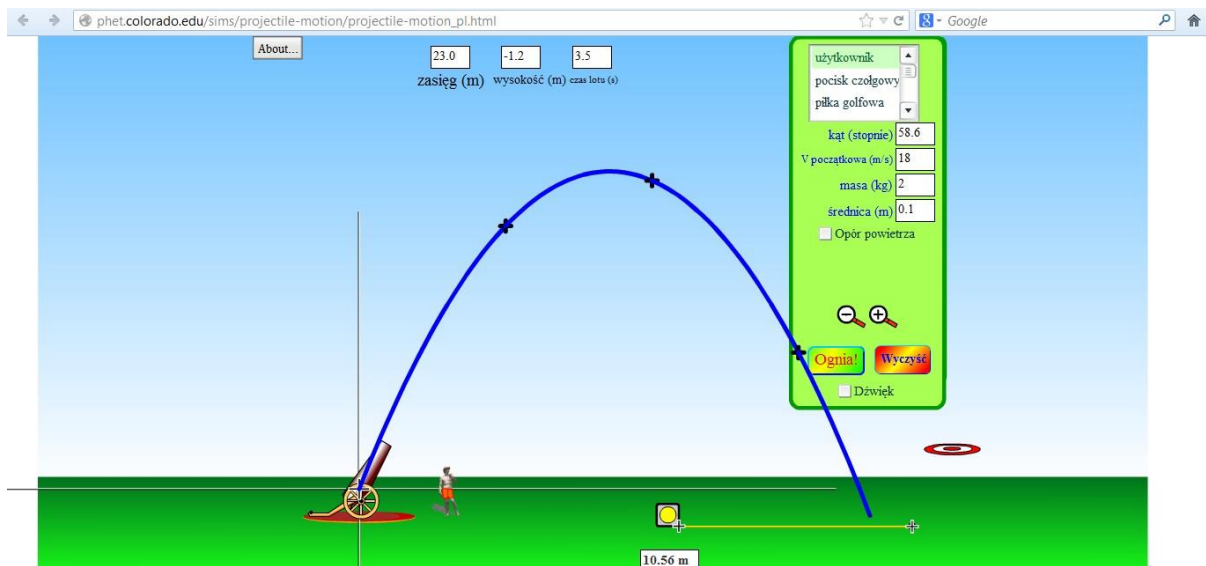 phet.colorado.edu/sims/projectile-motion/projectile-motion_pl.html
Google
About...
23.0 -1.2 3.5
zasięg (m) wysokość (m) czas lotu (s)
użytkownik
pocisk czołgowy
piłka golfowa
kąt (stopnie) 58.6
V początkowa (m/s) 18
masa (kg) 2
średnica (m) 0.1
Opór powietrza
Ognia! Wyczyść
Dźwięk
10.56 m